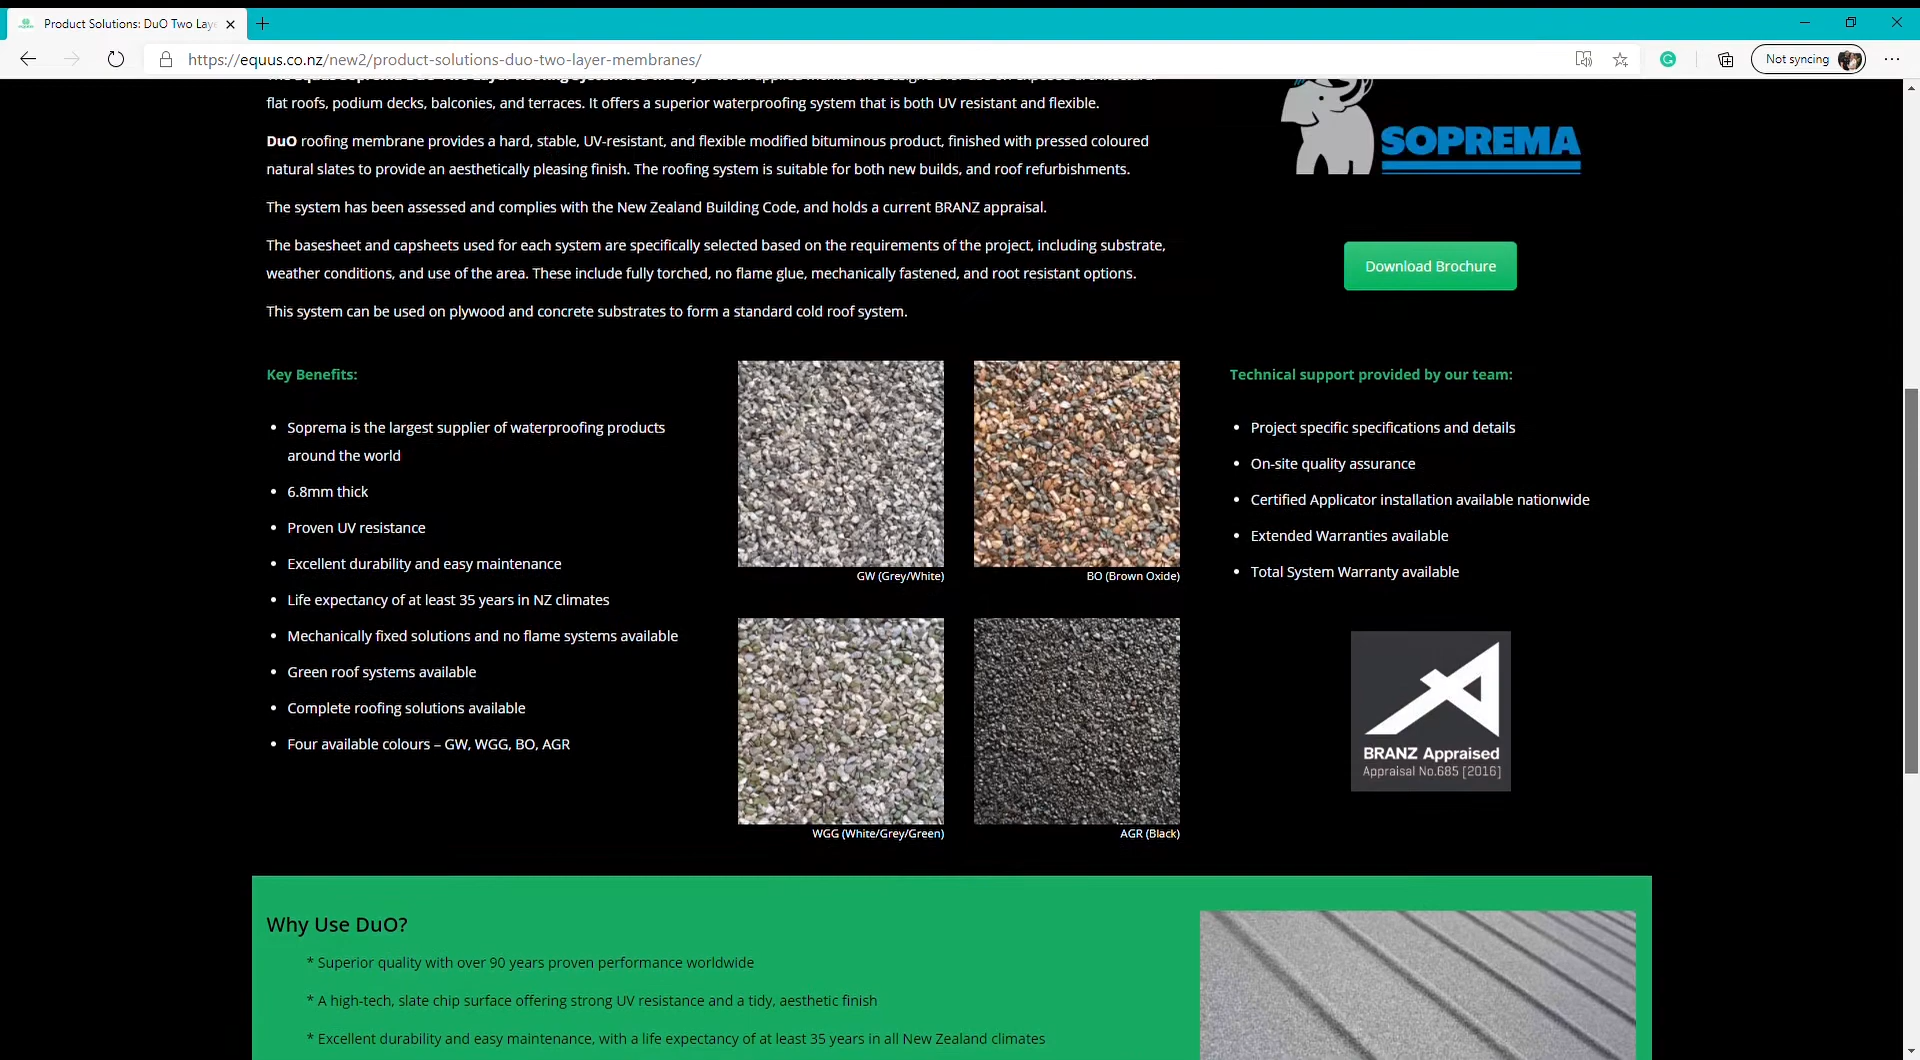 Product Solutions: DuO Two Lay
https://equus.co.nz/new2/product-solutions-duo-two-layer-membranes/
Not syncing
flat roofs, podium decks, balconies, and terraces. It offers a superior waterproofing system that is both UV resistant and flexible.
DuO roofing membrane provides a hard, stable, UV-resistant, and flexible modified bituminous product, finished with pressed coloured
natural slates to provide an aesthetically pleasing finish. The roofing system is suitable for both new builds, and roof refurbishments.
The system has been assessed and complies with the New Zealand Building Code, and holds a current BRANZ appraisal.
The basesheet and capsheets used for each system are specifically selected based on the requirements of the project, including substrate,
weather conditions, and use of the area. These include fully torched, no flame glue, mechanically fastened, and root resistant options.
This system can be used on plywood and concrete substrates to form a standard cold roof system.
SOPREMA
Download Brochure
Key Benefits:
• Soprema is the largest supplier of waterproofing products
around the world
• 6.8mm thick
• Proven UV resistance
• Excellent durability and easy maintenance
• Life expectancy of at least 35 years in NZ climates
• Mechanically fixed solutions and no flame systems available
• Green roof systems available
• Complete roofing solutions available
• Four available colours – GW, WGG, BO, AGR
GW (Grey/White)
BO (Brown Oxide)
WGG (White/Grey/Green)
AGR (Black)
Technical support provided by our team:
• Project specific specifications and details
• On-site quality assurance
• Certified Applicator installation available nationwide
• Extended Warranties available
• Total System Warranty available
BRANZ Appraised
Appraisal No.685 [2016]
Why Use DuO?
* Superior quality with over 90 years proven performance worldwide
* A high-tech, slate chip surface offering strong UV resistance and a tidy, aesthetic finish
* Excellent durability and easy maintenance, with a life expectancy of at least 35 years in all New Zealand climates